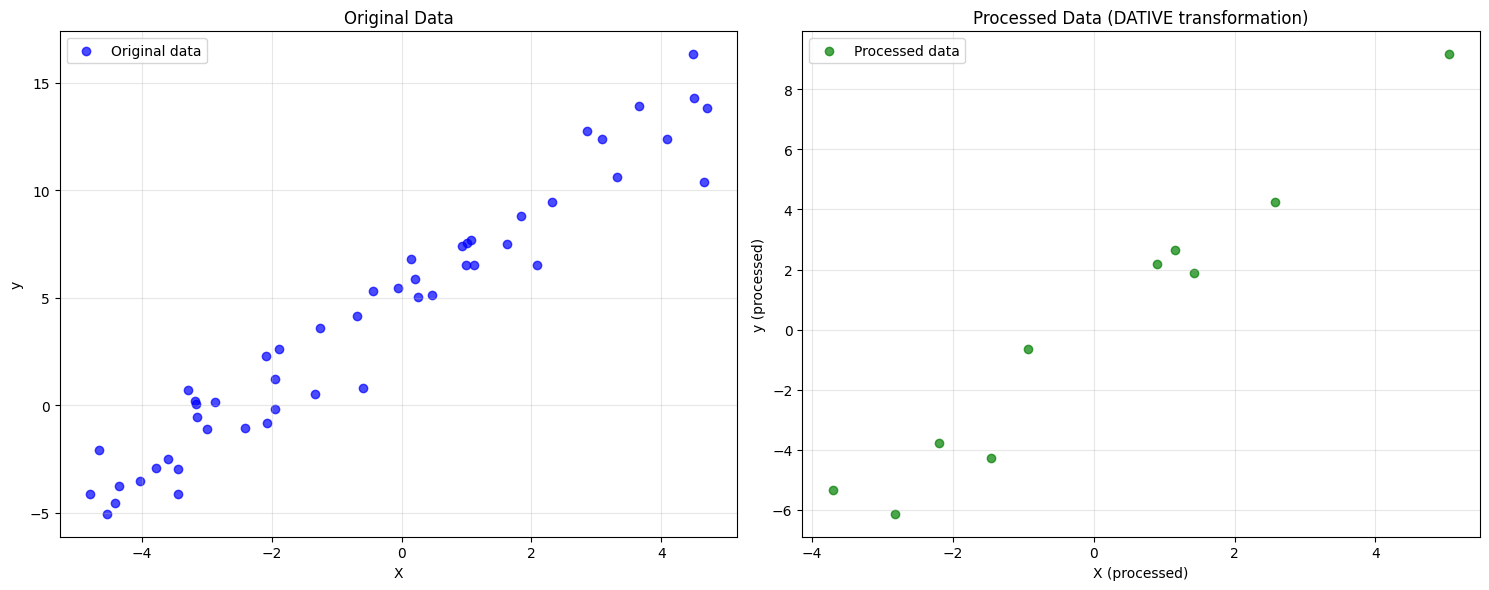 Original Data
Original data
15
10
5
0
−5
y
−4
−2
0
2
4
X
Processed Data (DATIVE transformation)
Processed data
8
6
4
2
0
−2
−4
−6
y (processed)
−4
−2
0
2
4
X (processed)